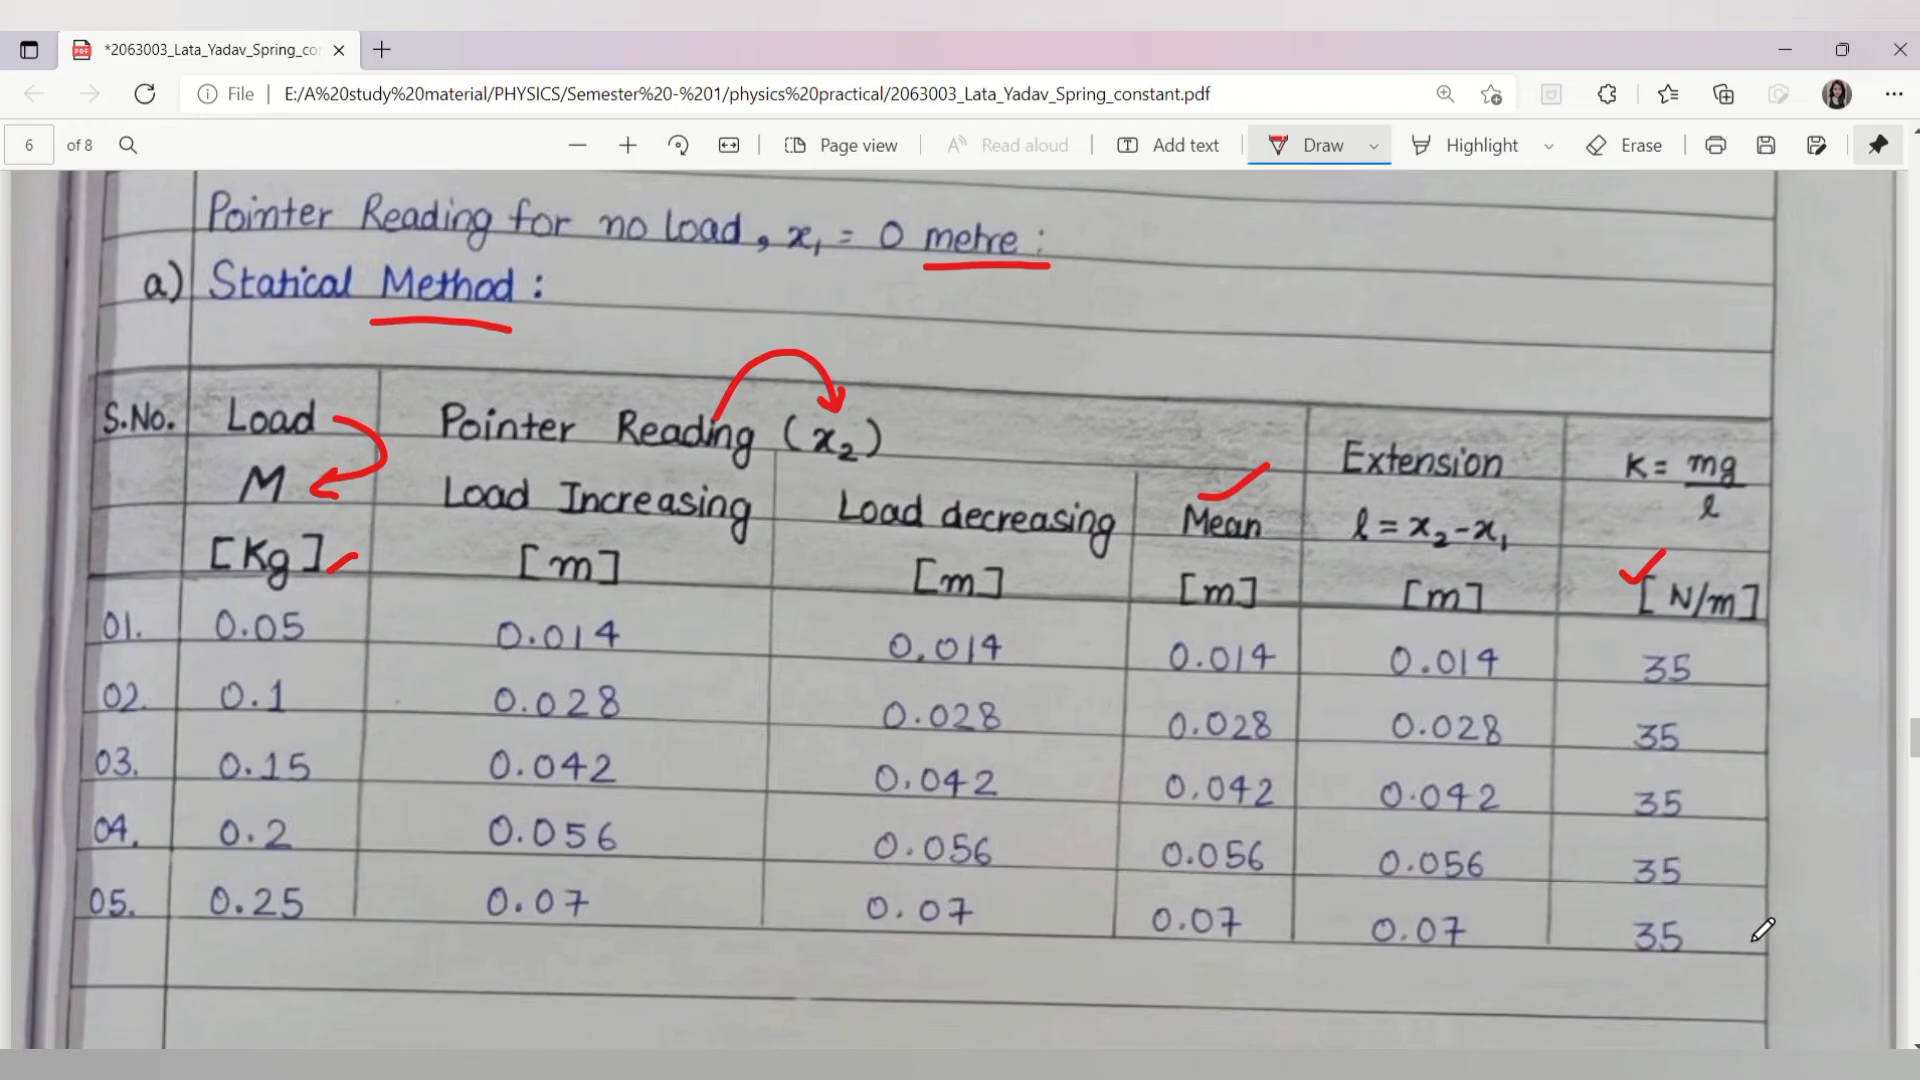 *2063003_Lata_Yadav_Spring_co
File | E:/A%20study%20material/PHYSICS/Semester%20-%201/physics%20practical/2063003_Lata_Yadav_Spring_constant.pdf
6 of 8 Page view Read aloud Add text Draw Highlight Erase
Pointer Reading for no load, x₁ = 0 metre :
a) Statical Method :
S.No. Load Pointer Reading (x₂) Extension K = mg/l
M Load Increasing Load decreasing Mean l = x₂-x₁
[Kg] [m] [m] [m] [m] [N/m]
01. 0.05 0.014 0.014 0.014 0.014 35
02. 0.1 0.028 0.028 0.028 0.028 35
03. 0.15 0.042 0.042 0.042 0.042 35
04. 0.2 0.056 0.056 0.056 0.056 35
05. 0.25 0.07 0.07 0.07 0.07 35